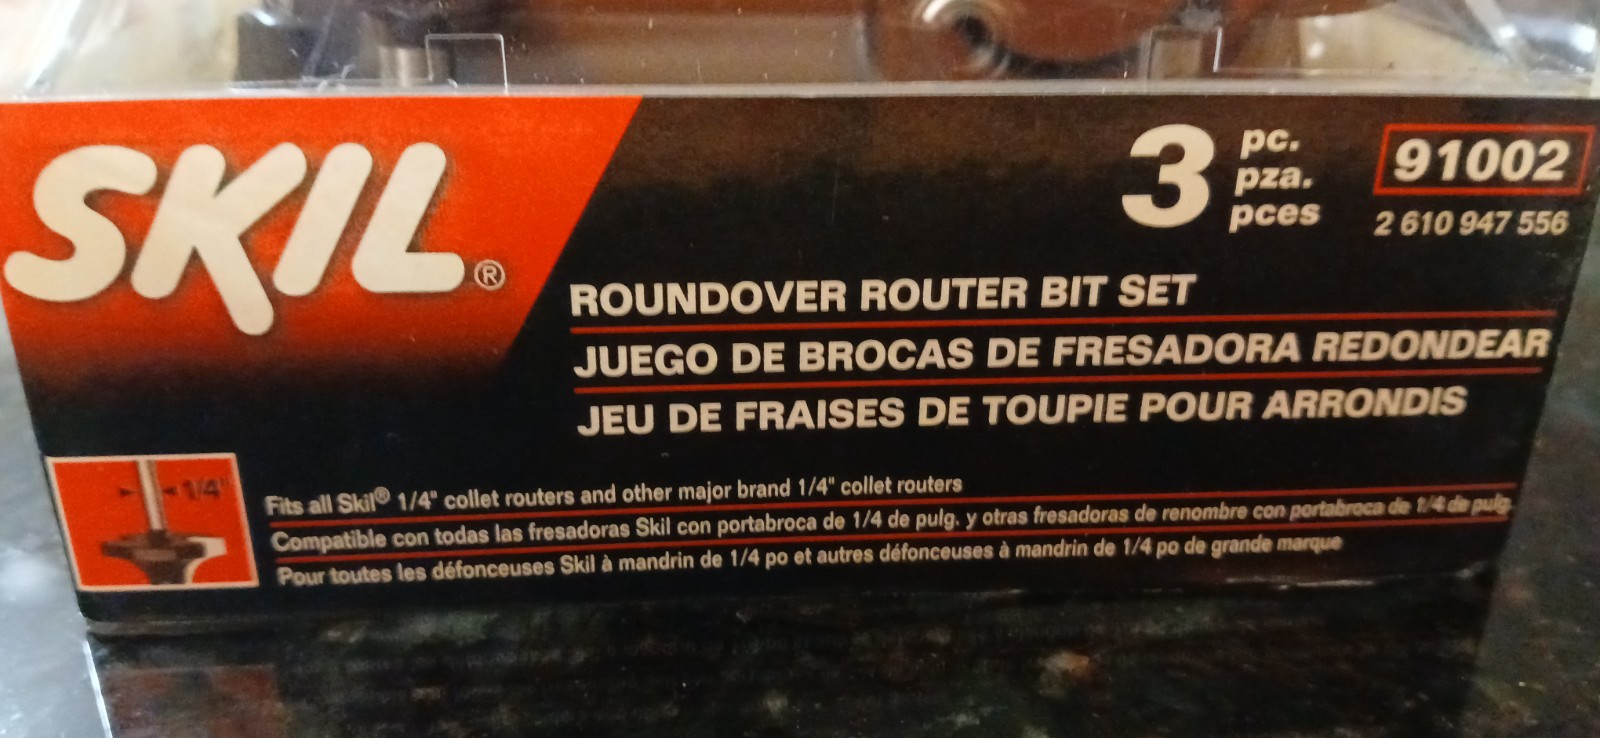 SKIL®
3 pc.
pza.
pces
91002
2 610 947 556
ROUNDOVER ROUTER BIT SET
JUEGO DE BROCAS DE FRESADORA REDONDEAR
JEU DE FRAISES DE TOUPIE POUR ARRONDIS
1/4"
Fits all Skil® 1/4" collet routers and other major brand 1/4" collet routers
Compatible con todas las fresadoras Skil con portabroca de 1/4 de pulg. y otras fresadoras de renombre con portabroca de 1/4 de pulg.
Pour toutes les défonceuses Skil à mandrin de 1/4 po et autres défonceuses à mandrin de 1/4 po de grande marque